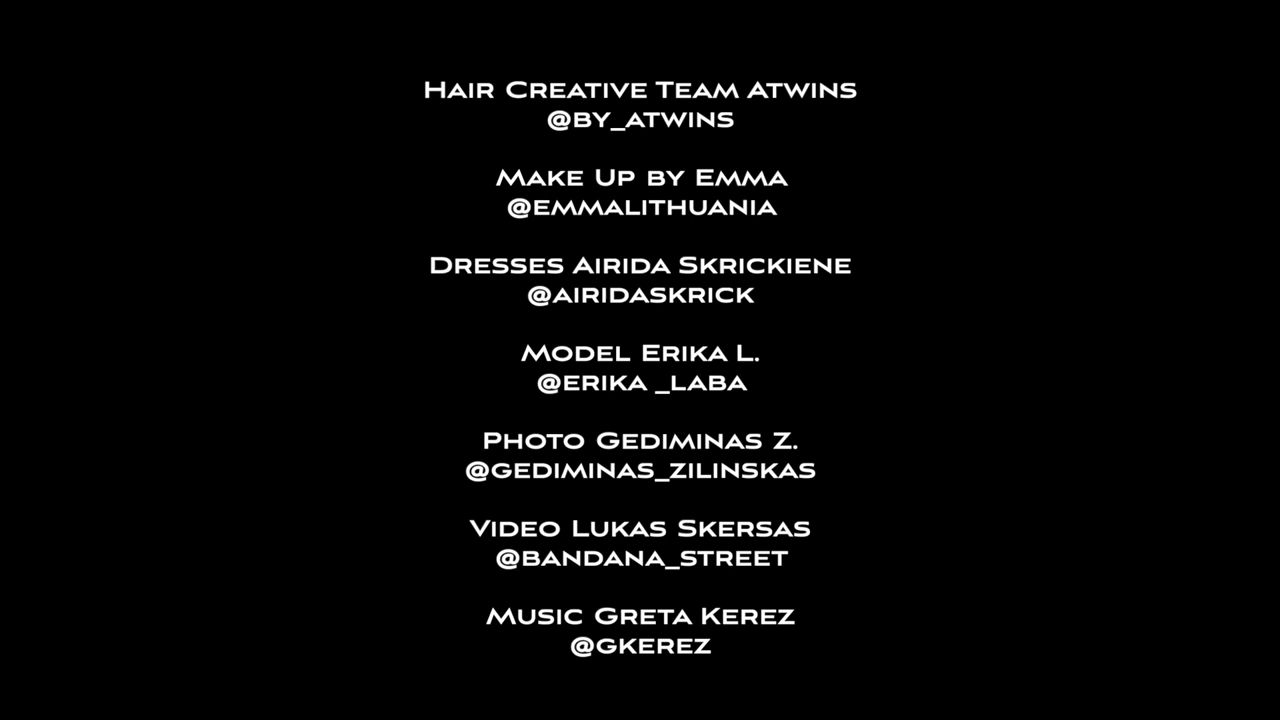 Hair Creative Team Atwins
@by_atwins
Make Up by Emma
@emmalithuania
Dresses Airida Skrickiene
@airidaskrick
Model Erika L.
@erika _laba
Photo Gediminas Z.
@gediminas_zilinskas
Video Lukas Skersas
@bandana_street
Music Greta Kerez
@gkerez